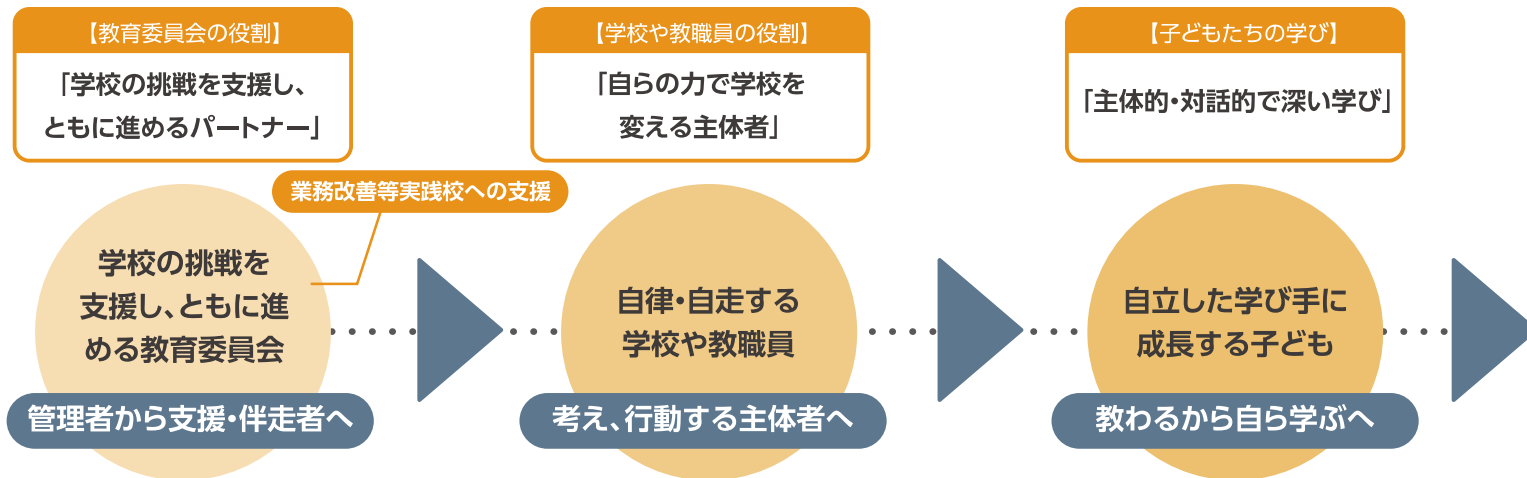 【教育委員会の役割】
「学校の挑戦を支援し、
ともに進めるパートナー」
【学校や教職員の役割】
「自らの力で学校を
変える主体者」
【子どもたちの学び】
「主体的・対話的で深い学び」
業務改善等実践校への支援
学校の挑戦を
支援し、ともに進
める教育委員会
管理者から支援・伴走者へ
自律・自走する
学校や教職員
考え、行動する主体者へ
自立した学び手に
成長する子ども
教わるから自ら学ぶへ